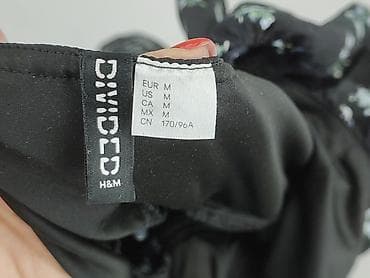 DIVIDED
H&M
EUR M
US M
CA M
MX M
CN 170/96A